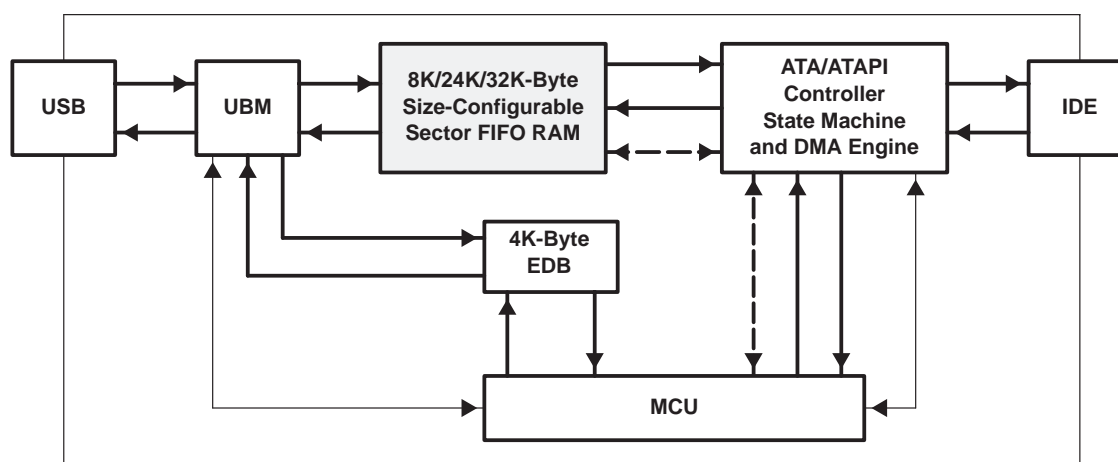 USB
UBM
8K/24K/32K-Byte
Size-Configurable
Sector FIFO RAM
ATA/ATAPI
Controller
State Machine
and DMA Engine
IDE
4K-Byte
EDB
MCU